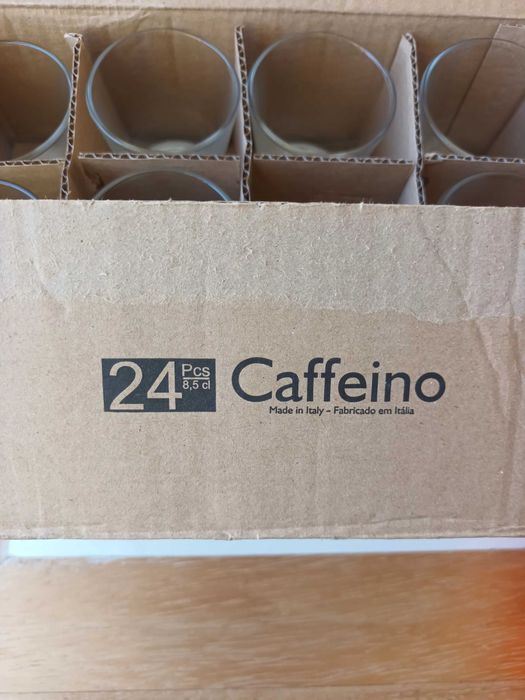 24 Pcs
8,5 cl
Caffeino
Made in Italy – Fabricado em Itália